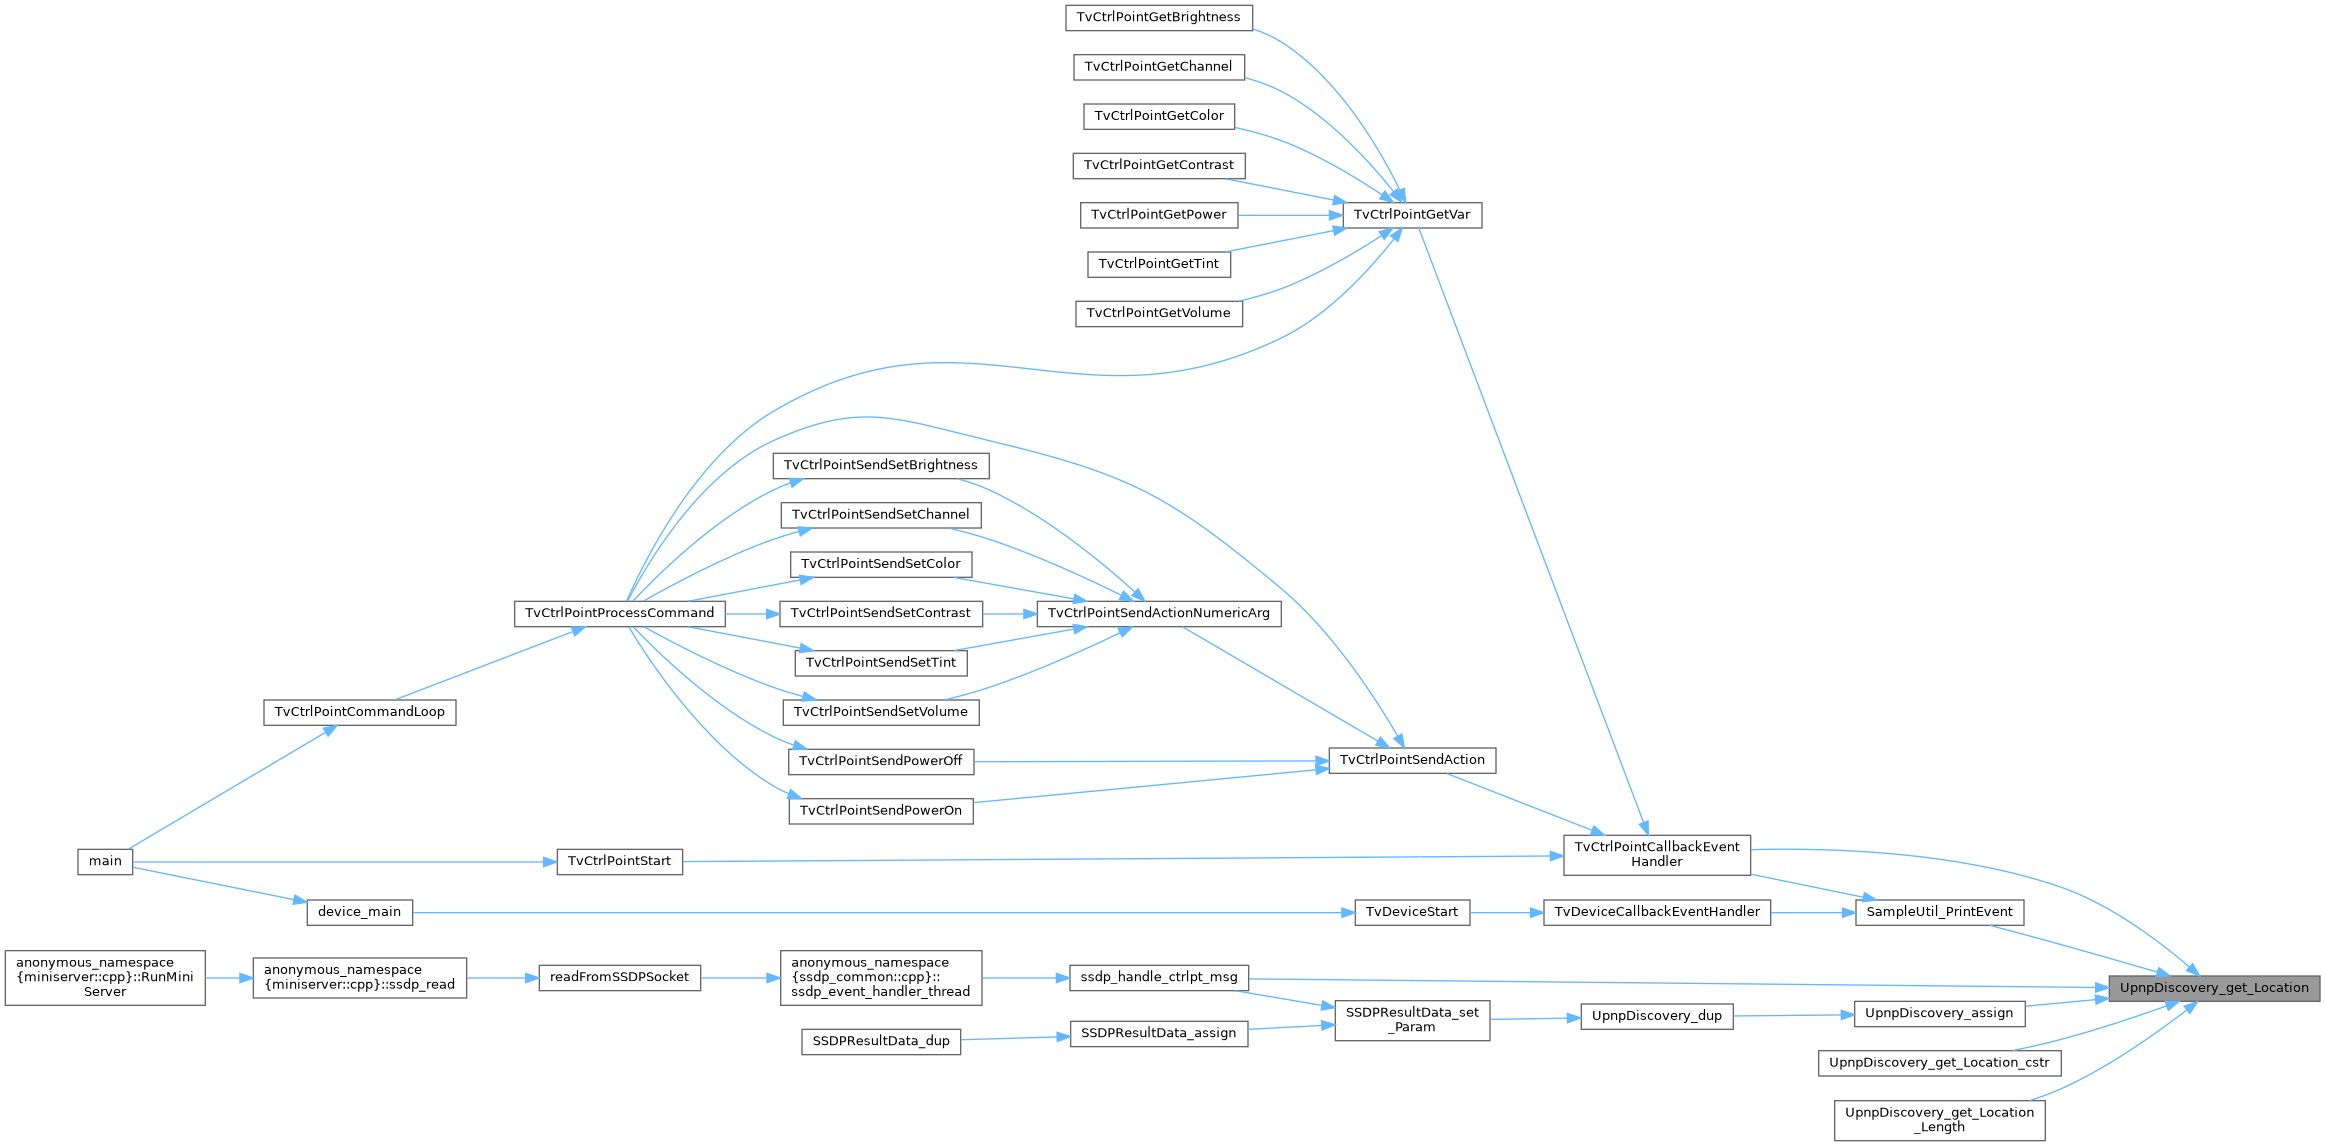 TvCtrlPointGetBrightness
TvCtrlPointGetChannel
TvCtrlPointGetColor
TvCtrlPointGetContrast
TvCtrlPointGetPower
TvCtrlPointGetVar
TvCtrlPointGetTint
TvCtrlPointGetVolume
TvCtrlPointSendSetBrightness
TvCtrlPointSendSetChannel
TvCtrlPointSendSetColor
TvCtrlPointProcessCommand
TvCtrlPointSendSetContrast
TvCtrlPointSendActionNumericArg
TvCtrlPointSendSetTint
TvCtrlPointCommandLoop
TvCtrlPointSendSetVolume
TvCtrlPointSendPowerOff
TvCtrlPointSendAction
TvCtrlPointSendPowerOn
main
TvCtrlPointStart
TvCtrlPointCallbackEvent
Handler
device_main
TvDeviceStart
TvDeviceCallbackEventHandler
SampleUtil_PrintEvent
anonymous_namespace
{miniserver::cpp}::RunMini
Server
anonymous_namespace
{miniserver::cpp}::ssdp_read
readFromSSDPSocket
anonymous_namespace
{ssdp_common::cpp}::
ssdp_event_handler_thread
ssdp_handle_ctrlpt_msg
UpnpDiscovery_get_Location
SSDPResultData_dup
SSDPResultData_assign
SSDPResultData_set
_Param
UpnpDiscovery_dup
UpnpDiscovery_assign
UpnpDiscovery_get_Location_cstr
UpnpDiscovery_get_Location
_Length